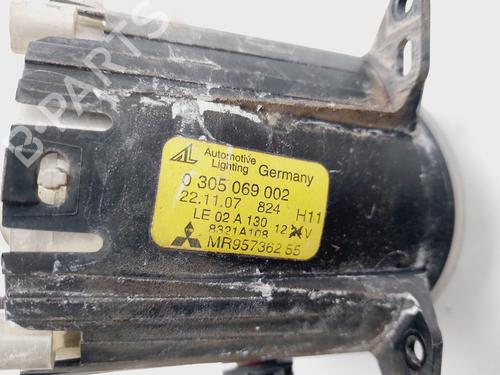 B-PARTS
AL Automotive Lighting Germany
0 305 069 002
22.11.07 824 H11
LE 02 A 130 12 V
8321A108
MR957362 55